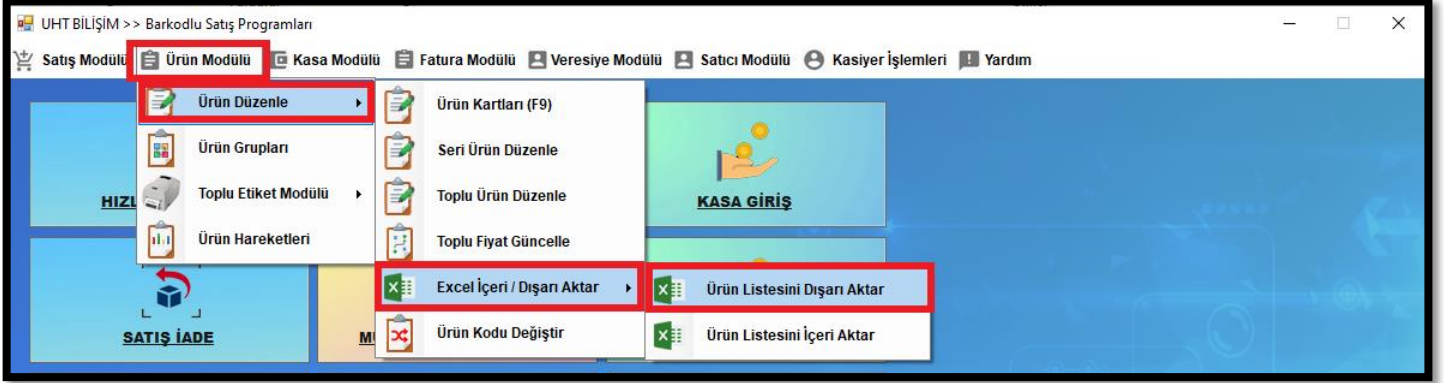 UHT BİLİŞİM >> Barkodlu Satış Programları
Satış Modülü Ürün Modülü Kasa Modülü Fatura Modülü Veresiye Modülü Satıcı Modülü Kasiyer İşlemleri Yardım
Ürün Düzenle
Ürün Grupları
Toplu Etiket Modülü
Ürün Hareketleri
Ürün Kartları (F9)
Seri Ürün Düzenle
Toplu Ürün Düzenle
Toplu Fiyat Güncelle
Excel İçeri / Dışarı Aktar
Ürün Kodu Değiştir
Ürün Listesini Dışarı Aktar
Ürün Listesini İçeri Aktar
KASA GİRİŞ
SATIŞ İADE